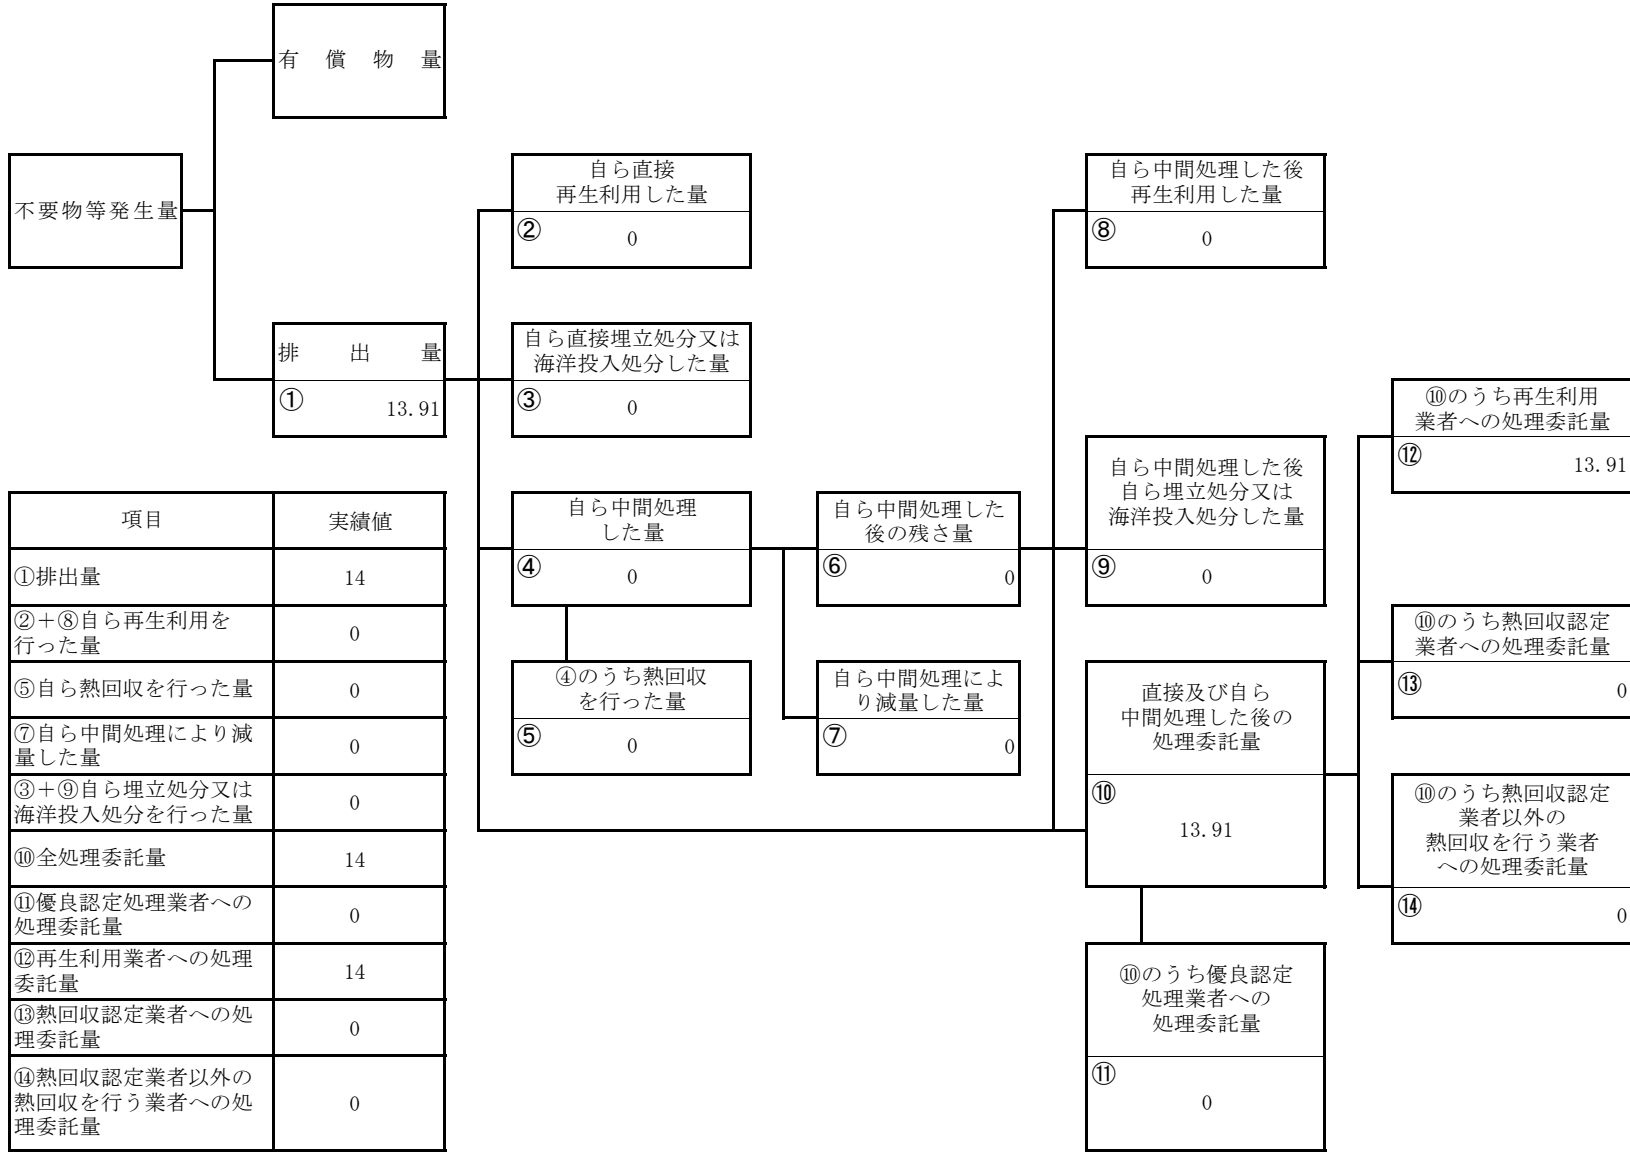 有償物量
不要物等発生量
排出量
① 13.91
自ら直接
再生利用した量
② 0
自ら直接埋立処分又は
海洋投入処分した量
③ 0
自ら中間処理
した量
④ 0
④のうち熱回収
を行った量
⑤ 0
自ら中間処理した
後の残さ量
⑥ 0
自ら中間処理によ
り減量した量
⑦ 0
自ら中間処理した後
再生利用した量
⑧ 0
自ら中間処理した後
自ら埋立処分又は
海洋投入処分した量
⑨ 0
直接及び自ら
中間処理した後の
処理委託量
⑩
13.91
⑩のうち優良認定
処理業者への
処理委託量
⑪
0
⑩のうち再生利用
業者への処理委託量
⑫ 13.91
⑩のうち熱回収認定
業者への処理委託量
⑬ 0
⑩のうち熱回収認定
業者以外の
熱回収を行う業者
への処理委託量
⑭ 0
項目 実績値
①排出量 14
②+⑧自ら再生利用を
行った量 0
⑤自ら熱回収を行った量 0
⑦自ら中間処理により減
量した量 0
③+⑨自ら埋立処分又は
海洋投入処分を行った量 0
⑩全処理委託量 14
⑪優良認定処理業者への
処理委託量 0
⑫再生利用業者への処理
委託量 14
⑬熱回収認定業者への処
理委託量 0
⑭熱回収認定業者以外の
熱回収を行う業者への処
理委託量 0